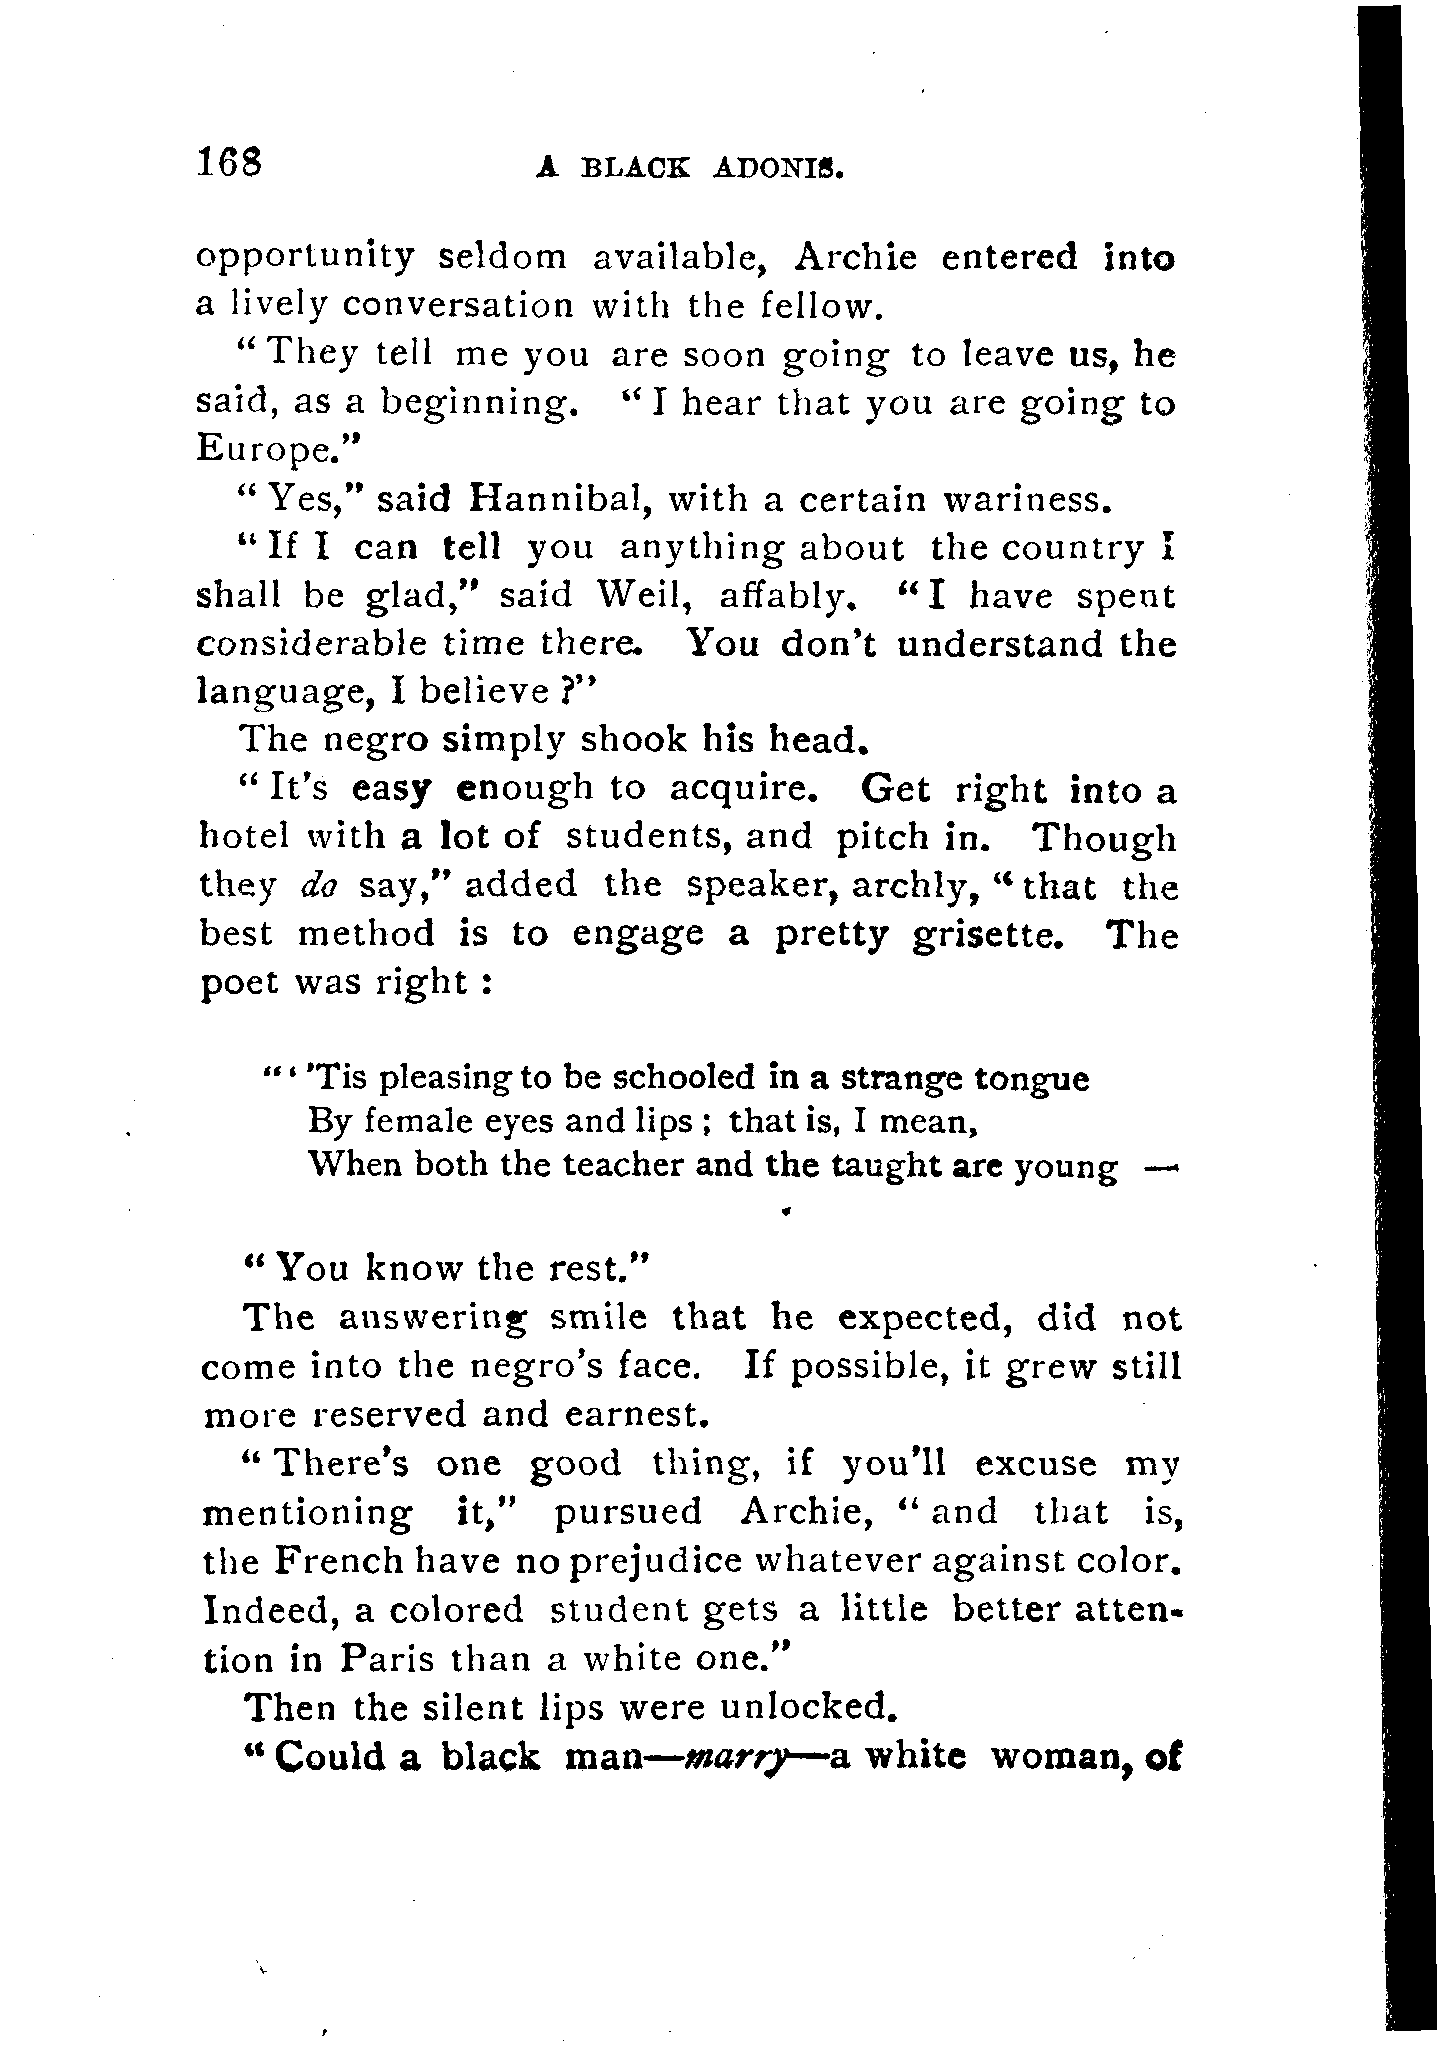 168 A BLACK ADONIS.
opportunity seldom available, Archie entered into
a lively conversation with the fellow.
"They tell me you are soon going to leave us, he
said, as a beginning. "I hear that you are going to
Europe."
"Yes," said Hannibal, with a certain wariness.
"If I can tell you anything about the country I
shall be glad," said Weil, affably. "I have spent
considerable time there. You don't understand the
language, I believe?"
The negro simply shook his head.
"It's easy enough to acquire. Get right into a
hotel with a lot of students, and pitch in. Though
they do say," added the speaker, archly, "that the
best method is to engage a pretty grisette. The
poet was right:
"''Tis pleasing to be schooled in a strange tongue
By female eyes and lips; that is, I mean,
When both the teacher and the taught are young —
"You know the rest."
The answering smile that he expected, did not
come into the negro's face. If possible, it grew still
more reserved and earnest.
"There's one good thing, if you'll excuse my
mentioning it," pursued Archie, "and that is,
the French have no prejudice whatever against color.
Indeed, a colored student gets a little better atten-
tion in Paris than a white one."
Then the silent lips were unlocked.
"Could a black man—marry—a white woman, of